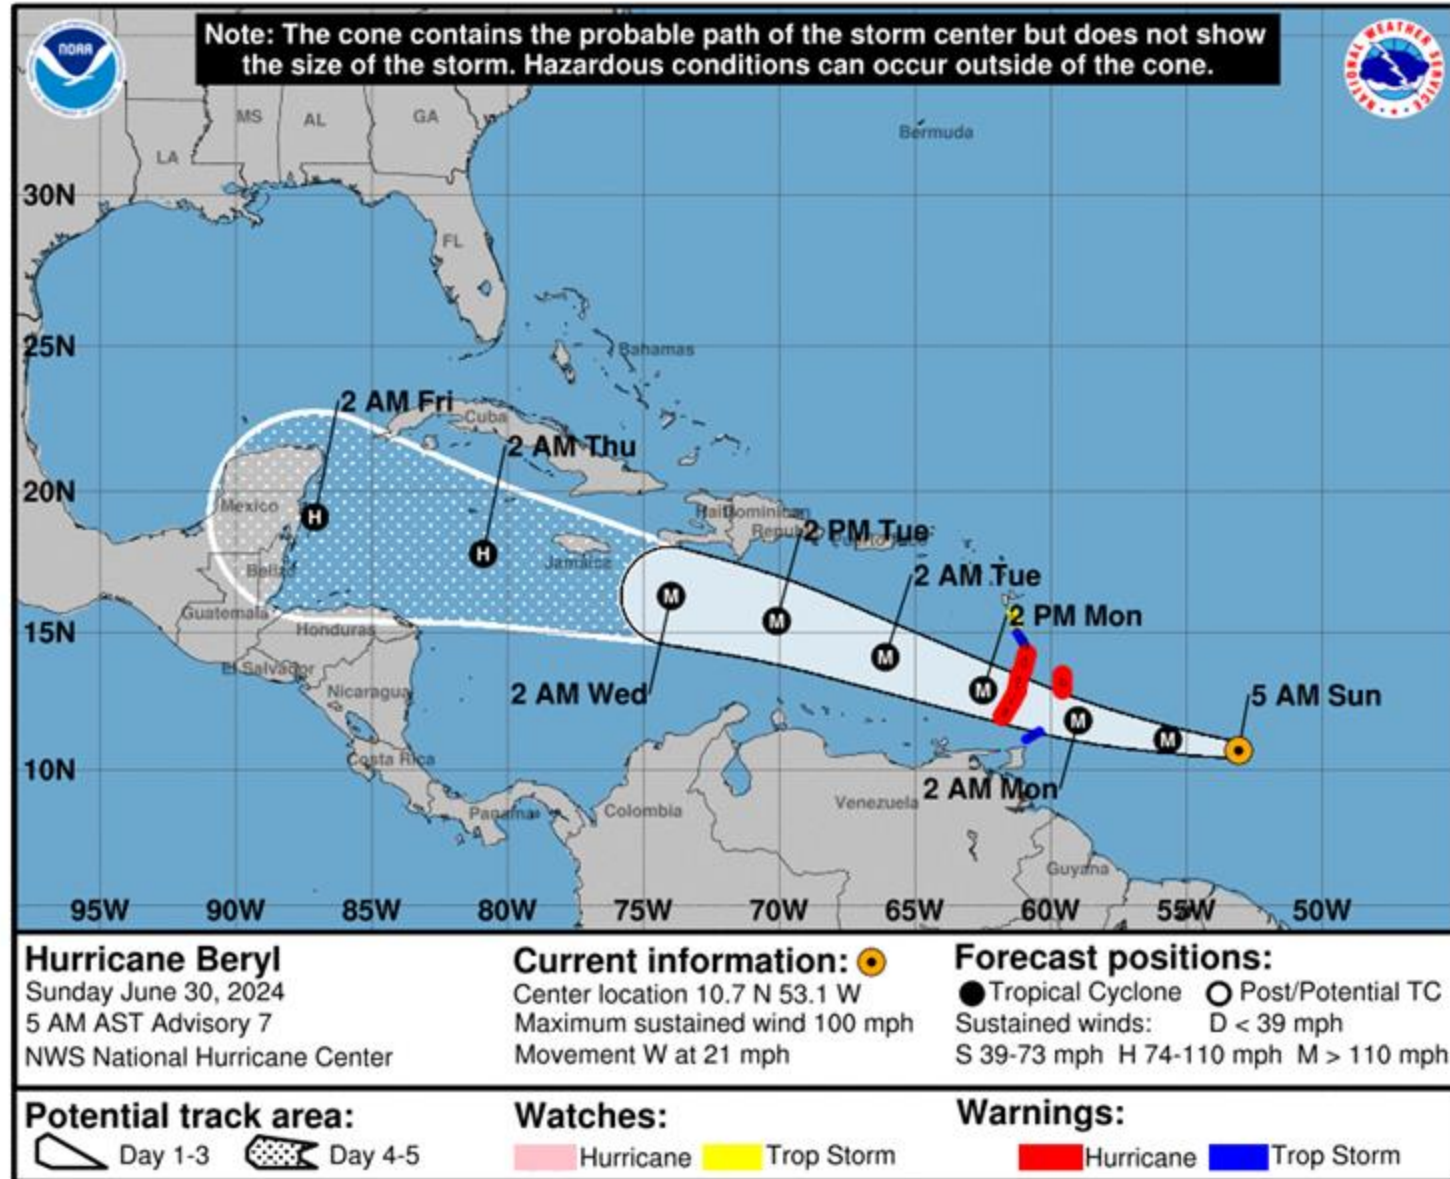 Note: The cone contains the probable path of the storm center but does not show
the size of the storm. Hazardous conditions can occur outside of the cone.
NOAA
NATIONAL WEATHER SERVICE
MS
AL
GA
LA
Bermuda
30N
FL
25N
Bahamas
2 AM Fri
Cuba
2 AM Thu
20N
Mexico
H
Haiti
Dominican
Republic
2 PM Tue
H
Jamaica
Belize
2 AM Tue
M
Guatemala
2 PM Mon
M
Honduras
15N
M
El Salvador
Nicaragua
2 AM Wed
M
5 AM Sun
M
M
Costa Rica
10N
2 AM Mon
Venezuela
Panama
Colombia
Guyana
95W 90W 85W 80W 75W 70W 65W 60W 55W 50W
Hurricane Beryl
Sunday June 30, 2024
5 AM AST Advisory 7
NWS National Hurricane Center
Current information:
Center location 10.7 N 53.1 W
Maximum sustained wind 100 mph
Movement W at 21 mph
Forecast positions:
Tropical Cyclone Post/Potential TC
Sustained winds: D < 39 mph
S 39-73 mph H 74-110 mph M > 110 mph
Potential track area:
Day 1-3 Day 4-5
Watches:
Hurricane Trop Storm
Warnings:
Hurricane Trop Storm